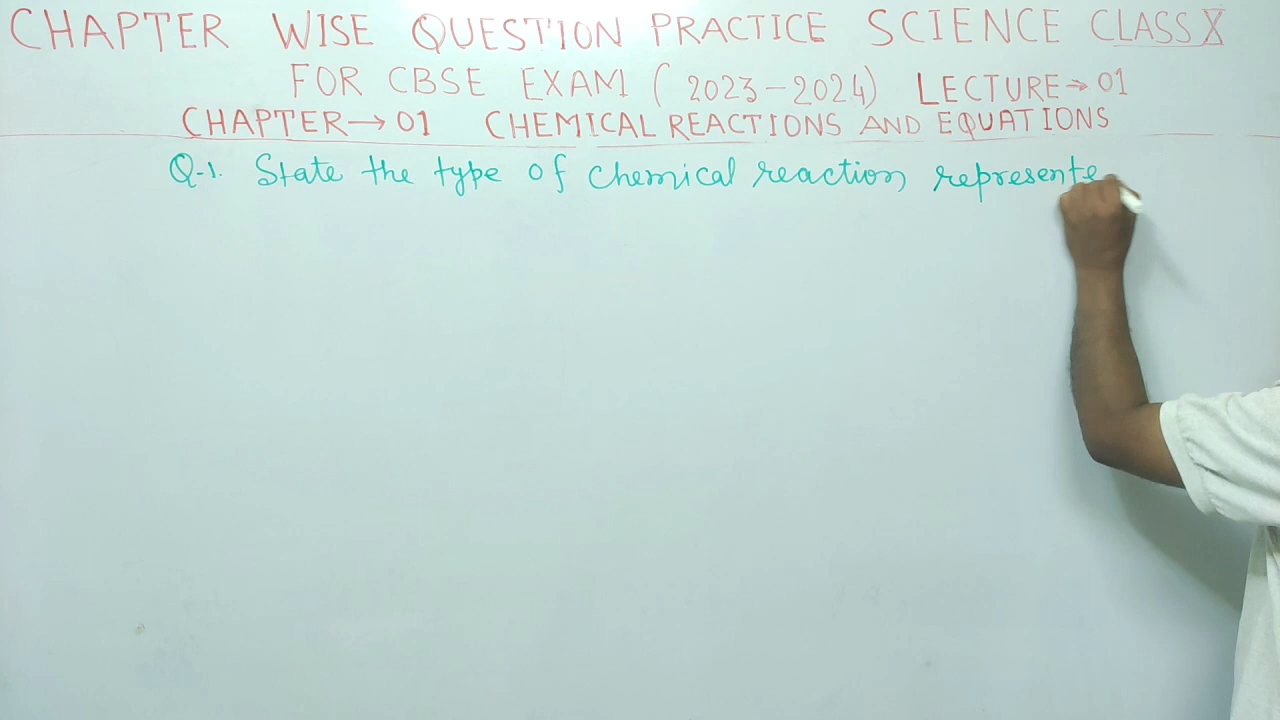 CHAPTER WISE QUESTION PRACTICE SCIENCE CLASS X
FOR CBSE EXAM ( 2023-2024) LECTURE→01
CHAPTER→01 CHEMICAL REACTIONS AND EQUATIONS
Q-1. State the type of chemical reaction represente